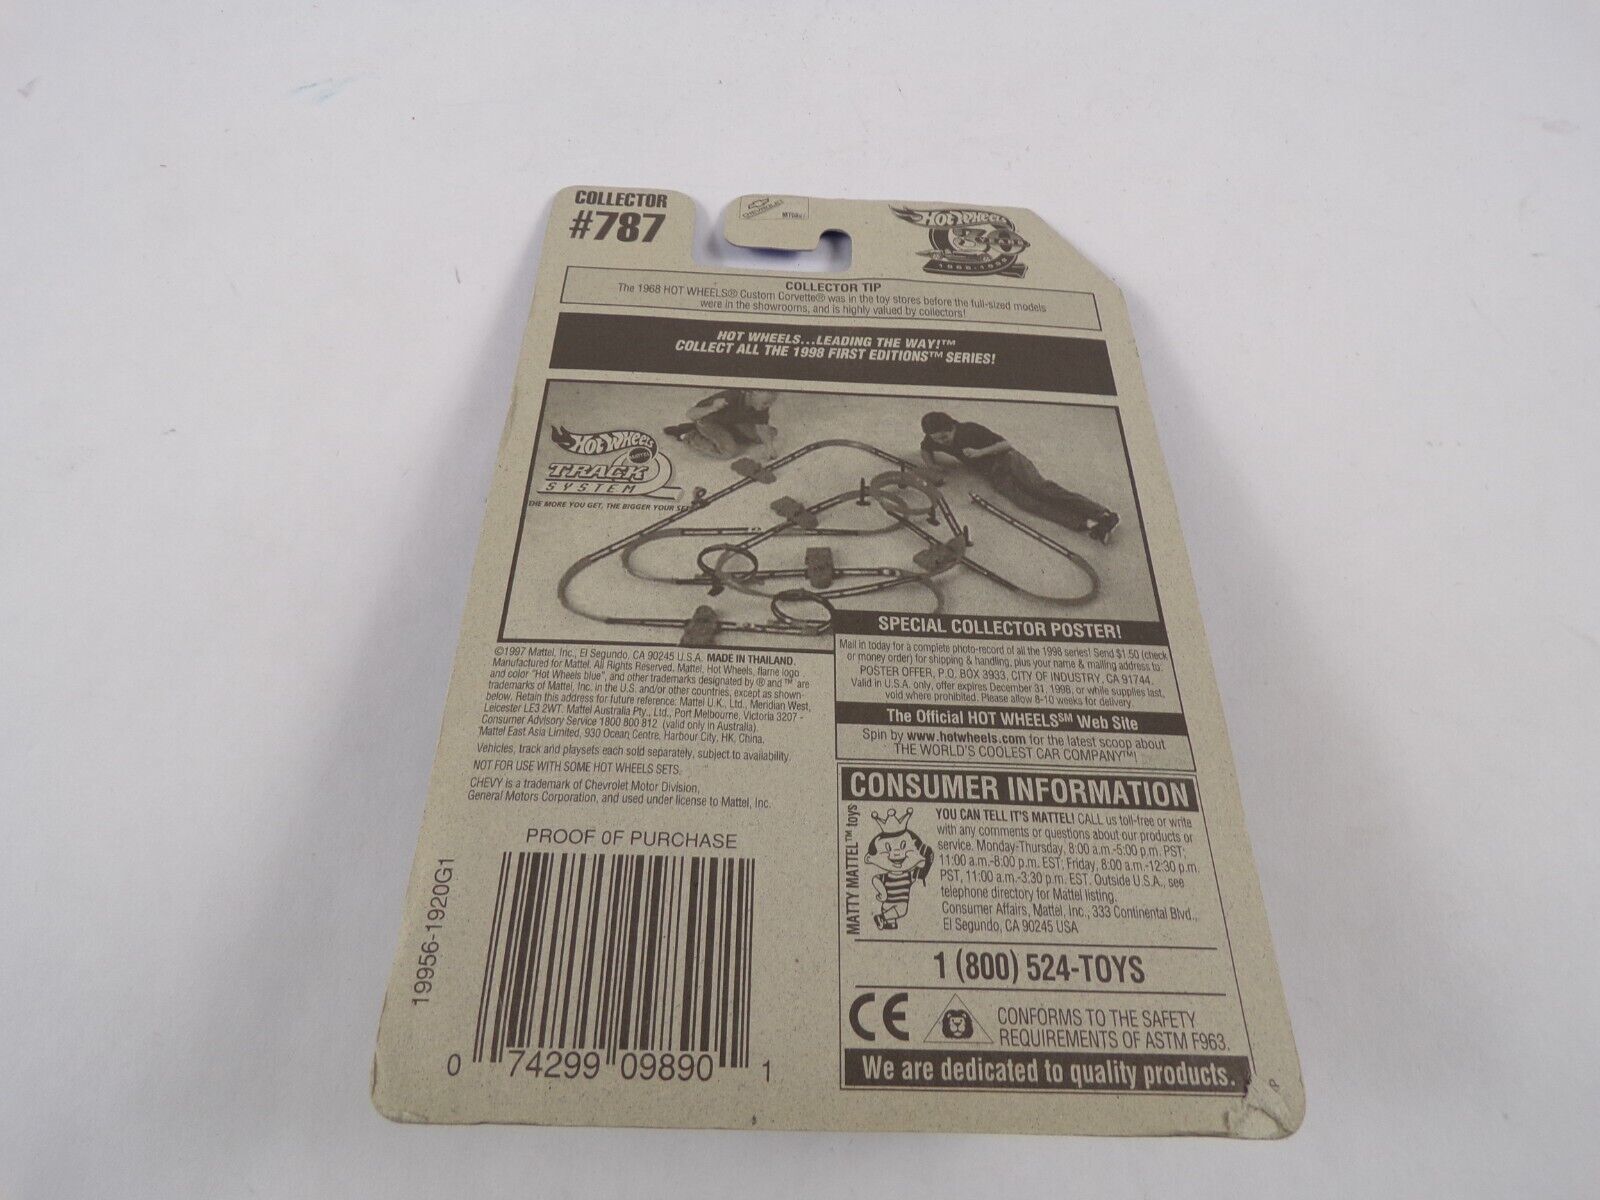 COLLECTOR
#787
CHEVROLET
HOT WHEELS
1968-1998
COLLECTOR TIP
The 1968 HOT WHEELS® Custom Corvette® was in the toy stores before the full-sized models
were in the showrooms, and is highly valued by collectors!
HOT WHEELS...LEADING THE WAY!™
COLLECT ALL THE 1998 FIRST EDITIONS™ SERIES!
HOT WHEELS
MATTEL
TRACK
SYSTEM
THE MORE YOU GET, THE BIGGER YOUR SET
©1997 Mattel, Inc., El Segundo, CA 90245 U.S.A. MADE IN THAILAND.
Manufactured for Mattel. All Rights Reserved. Mattel, Hot Wheels, flame logo
and color "Hot Wheels blue", and other trademarks designated by ® and ™ are
trademarks of Mattel, Inc. in the U.S. and/or other countries, except as shown
below. Retain this address for future reference: Mattel U.K., Ltd., Meridian West,
Leicester LE3 2WT. Mattel Australia Pty., Ltd., Port Melbourne, Victoria 3207 -
Consumer Advisory Service 1800 800 812 (valid only in Australia).
Mattel East Asia Limited, 930 Ocean Centre, Harbour City, HK, China.
Vehicles, track and playsets each sold separately, subject to availability.
NOT FOR USE WITH SOME HOT WHEELS SETS.
CHEVY is a trademark of Chevrolet Motor Division,
General Motors Corporation, and used under license to Mattel, Inc.
PROOF OF PURCHASE
19956-1920G1
0 74299 09890 1
SPECIAL COLLECTOR POSTER!
Mail in today for a complete photo-record of all the 1998 series! Send $1.50 (check
or money order) for shipping & handling, plus your name & mailing address to:
POSTER OFFER, P.O. BOX 3933, CITY OF INDUSTRY, CA 91744.
Valid in U.S.A. only, offer expires December 31, 1998, or while supplies last,
void where prohibited. Please allow 8-10 weeks for delivery.
The Official HOT WHEELS℠ Web Site
Spin by www.hotwheels.com for the latest scoop about
THE WORLD'S COOLEST CAR COMPANY™!
CONSUMER INFORMATION
MATTY MATTEL™ toys
YOU CAN TELL IT'S MATTEL! CALL us toll-free or write
with any comments or questions about our products or
service. Monday-Thursday, 8:00 a.m.-5:00 p.m. PST;
11:00 a.m.-8:00 p.m. EST; Friday, 8:00 a.m.-12:30 p.m.
PST, 11:00 a.m.-3:30 p.m. EST. Outside U.S.A., see
telephone directory for Mattel listing.
Consumer Affairs, Mattel, Inc., 333 Continental Blvd.,
El Segundo, CA 90245 USA
1 (800) 524-TOYS
CE
CONFORMS TO THE SAFETY
REQUIREMENTS OF ASTM F963.
We are dedicated to quality products.